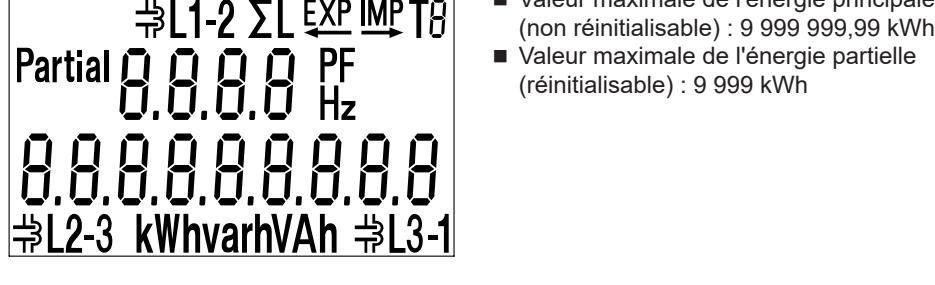 L1-2 ΣL EXP IMP T8
Partial 8.8.8.8 PF
Hz
8.8.8.8.8.8.8.8.8
L2-3 kWhvarhVAh L3-1
■ Valeur maximale de l'énergie principale
(non réinitialisable) : 9 999 999,99 kWh
■ Valeur maximale de l'énergie partielle
(réinitialisable) : 9 999 kWh